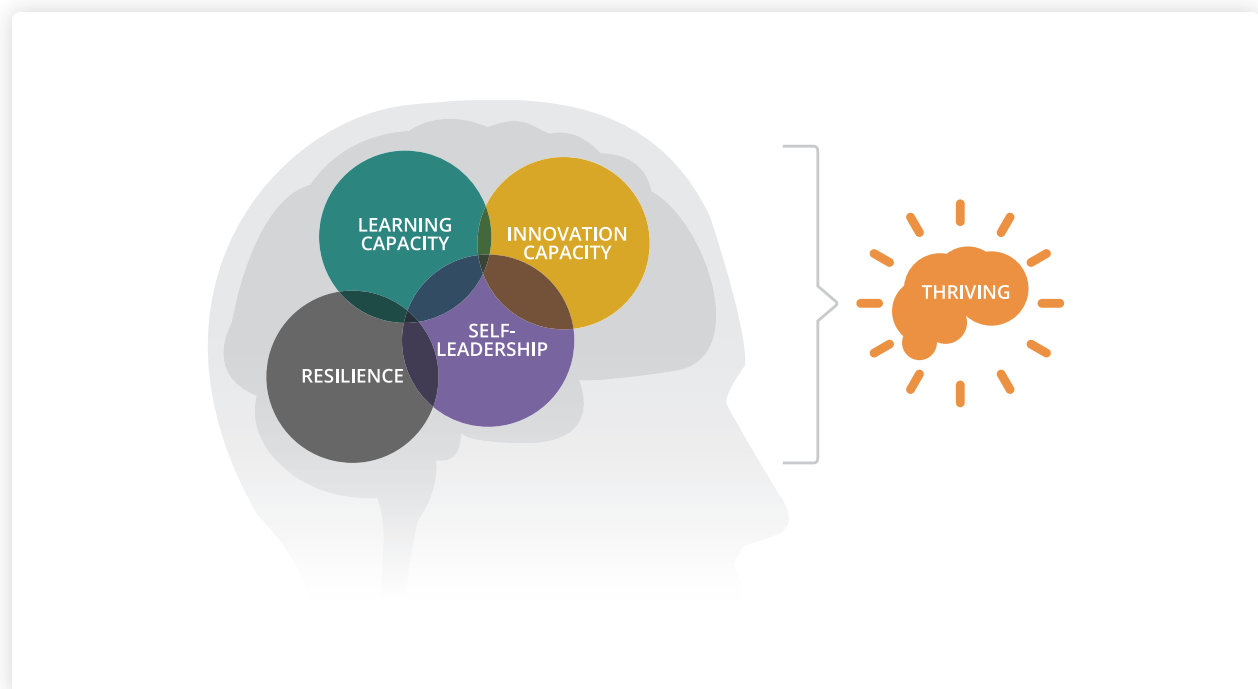 LEARNING
CAPACITY
INNOVATION
CAPACITY
SELF-
LEADERSHIP
RESILIENCE
THRIVING